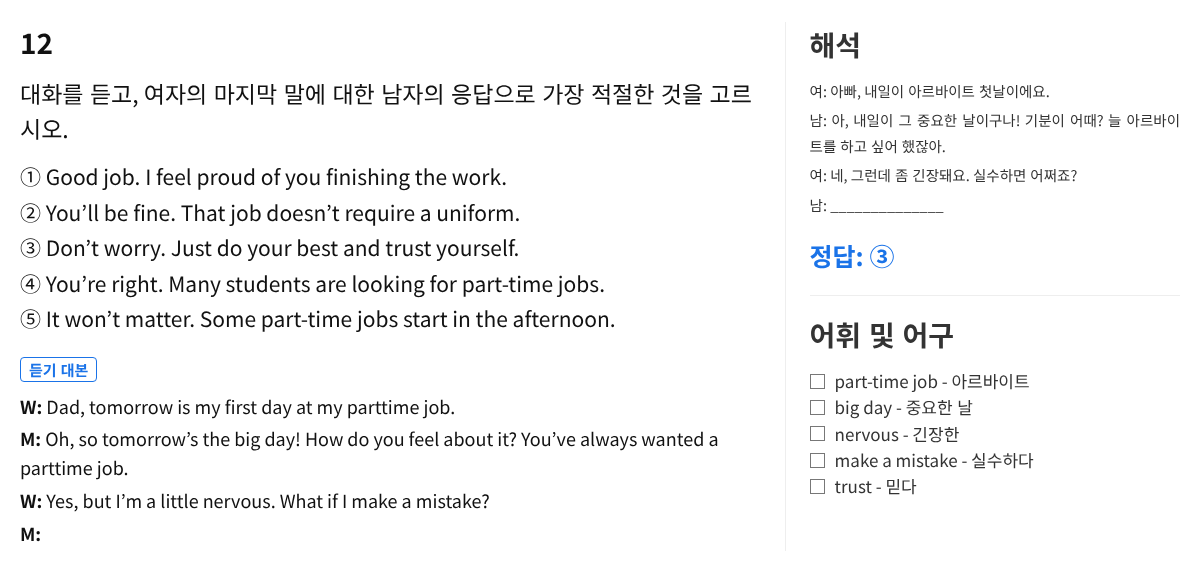 12
대화를 듣고, 여자의 마지막 말에 대한 남자의 응답으로 가장 적절한 것을 고르
시오.
① Good job. I feel proud of you finishing the work.
② You’ll be fine. That job doesn’t require a uniform.
③ Don’t worry. Just do your best and trust yourself.
④ You’re right. Many students are looking for part-time jobs.
⑤ It won’t matter. Some part-time jobs start in the afternoon.
듣기 대본
W: Dad, tomorrow is my first day at my parttime job.
M: Oh, so tomorrow’s the big day! How do you feel about it? You’ve always wanted a
parttime job.
W: Yes, but I’m a little nervous. What if I make a mistake?
M:
해석
여: 아빠, 내일이 아르바이트 첫날이에요.
남: 아, 내일이 그 중요한 날이구나! 기분이 어때? 늘 아르바이
트를 하고 싶어 했잖아.
여: 네, 그런데 좀 긴장돼요. 실수하면 어쩌죠?
남: ______________
정답: ③
어휘 및 어구
☐ part-time job - 아르바이트
☐ big day - 중요한 날
☐ nervous - 긴장한
☐ make a mistake - 실수하다
☐ trust - 믿다